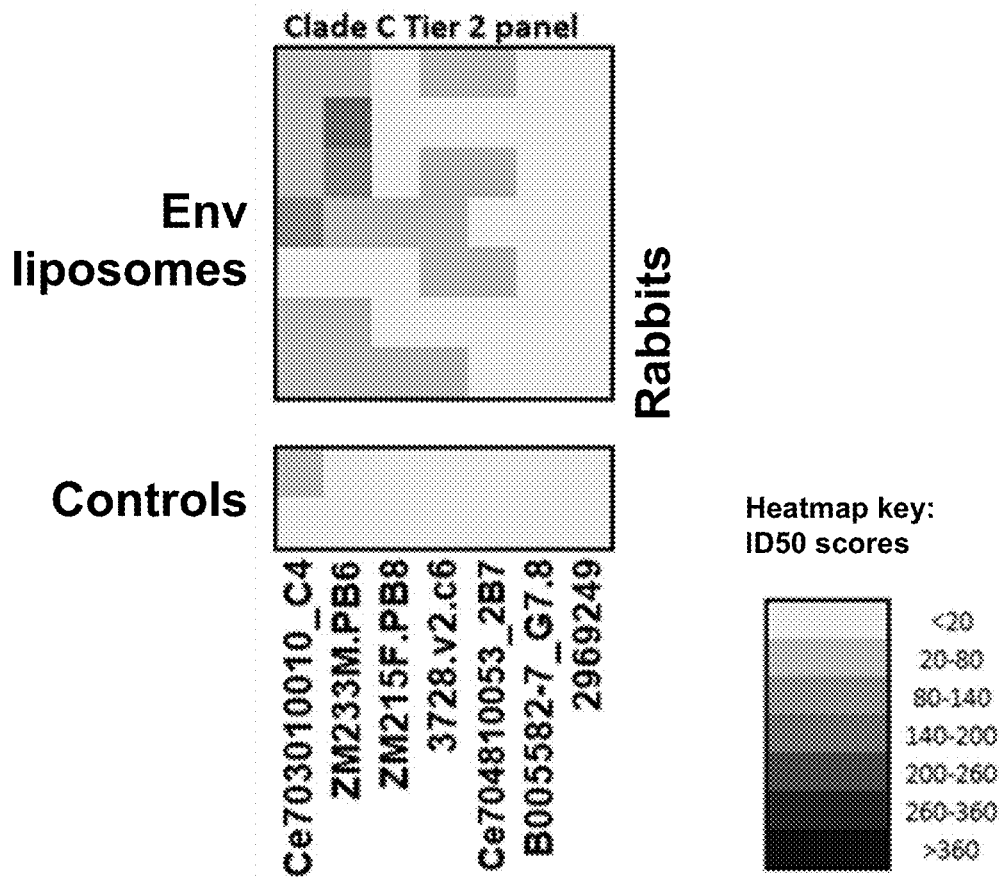 Clade C Tier 2 panel
Env
liposomes
Rabbits
Controls
Ce703010010_C4
ZM233M.PB6
ZM215F.PB8
3728.v2.c6
Ce704810053_2B7
B005582-7_G7.8
2969249
Heatmap key:
ID50 scores
<20
20-80
80-140
140-200
200-260
260-360
>360